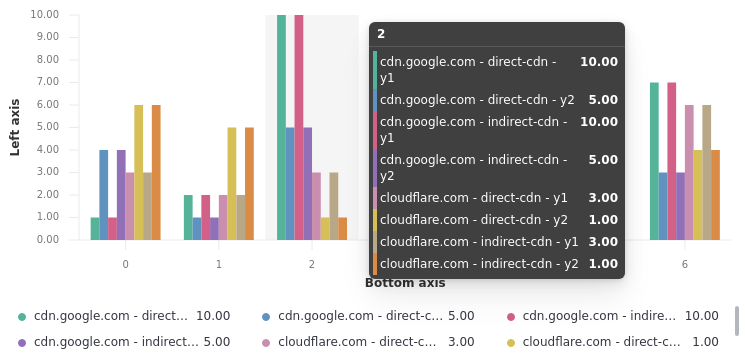 10.00
9.00
8.00
7.00
6.00
5.00
4.00
3.00
2.00
1.00
0.00
Left axis
0
1
2
6
Bottom axis
2
cdn.google.com - direct-cdn - 10.00
y1
cdn.google.com - direct-cdn - y2 5.00
cdn.google.com - indirect-cdn - 10.00
y1
cdn.google.com - indirect-cdn - 5.00
y2
cloudflare.com - direct-cdn - y1 3.00
cloudflare.com - direct-cdn - y2 1.00
cloudflare.com - indirect-cdn - y1 3.00
cloudflare.com - indirect-cdn - y2 1.00
cdn.google.com - direct... 10.00
cdn.google.com - direct-c... 5.00
cdn.google.com - indire... 10.00
cdn.google.com - indirect... 5.00
cloudflare.com - direct-c... 3.00
cloudflare.com - direct-c... 1.00